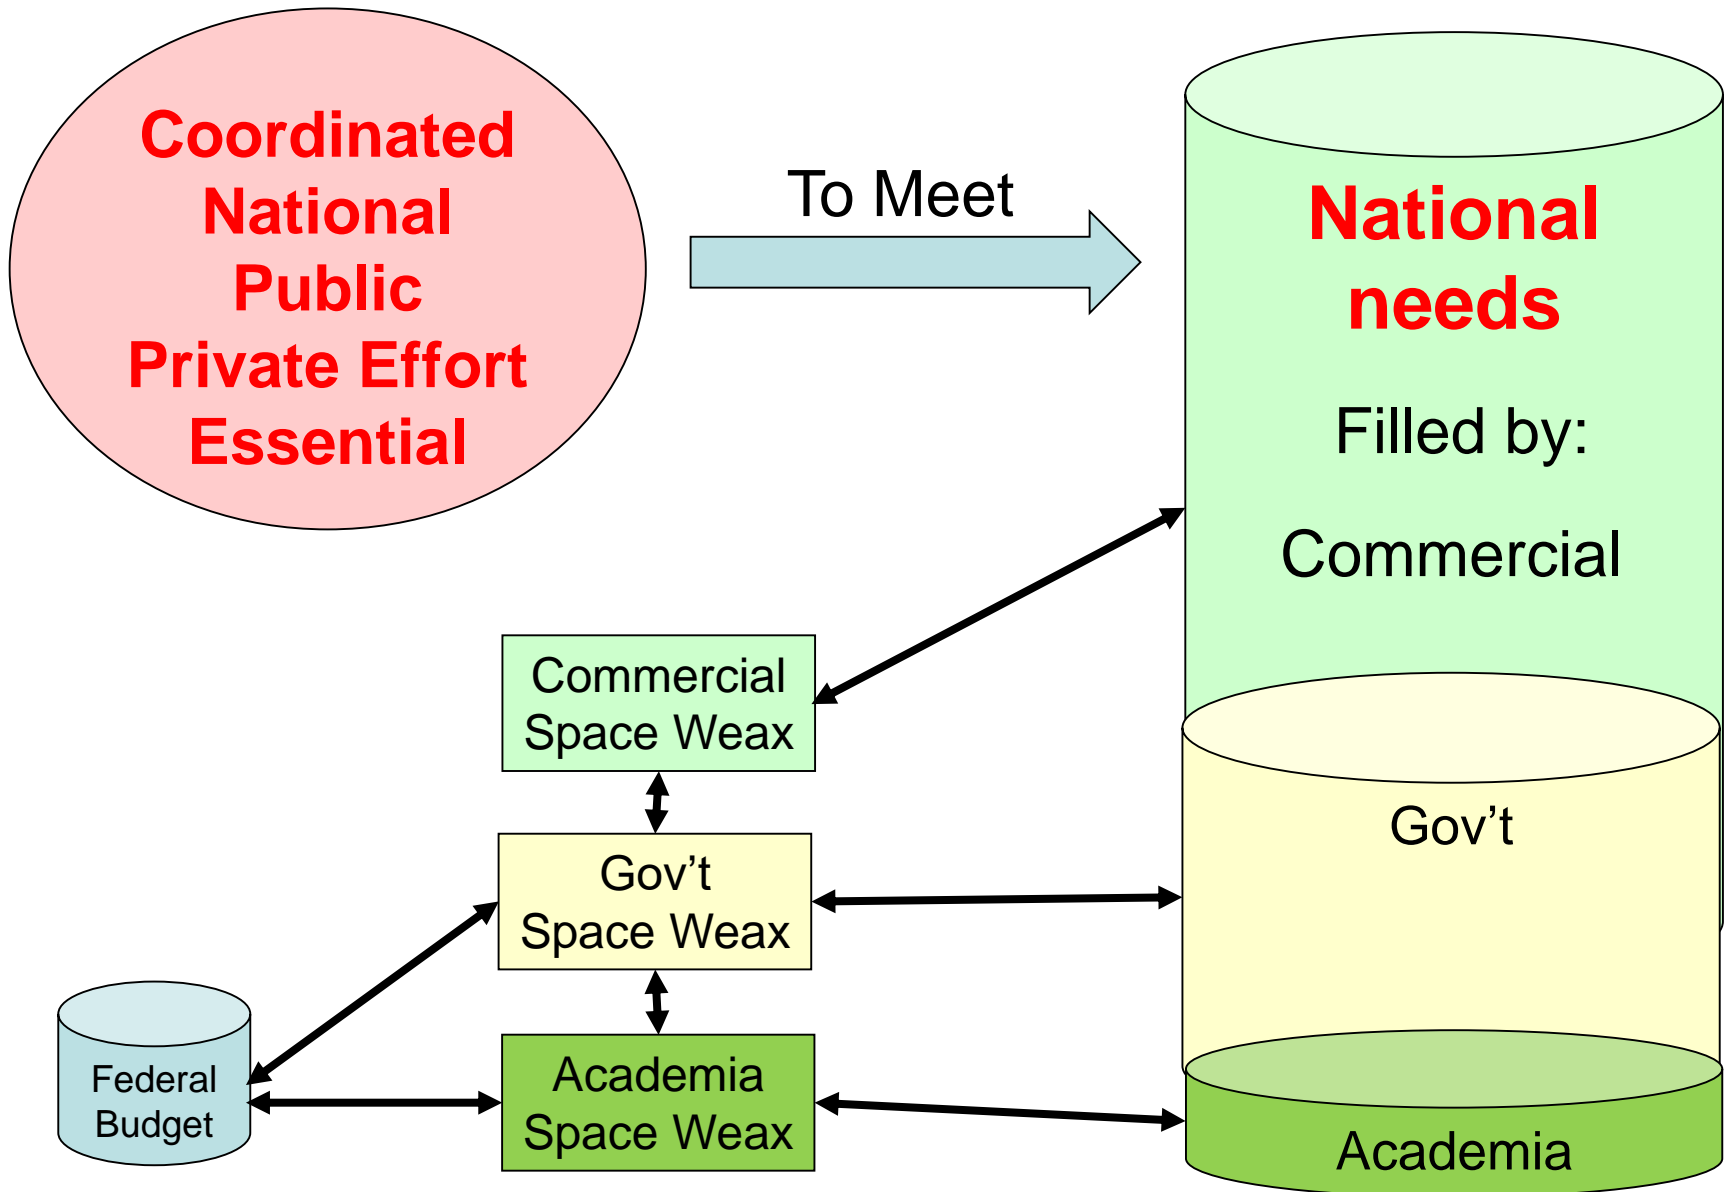 Coordinated
National
Public
Private Effort
Essential
To Meet
National
needs
Filled by:
Commercial
Commercial
Space Weax
Gov’t
Space Weax
Academia
Space Weax
Federal
Budget
Gov’t
Academia